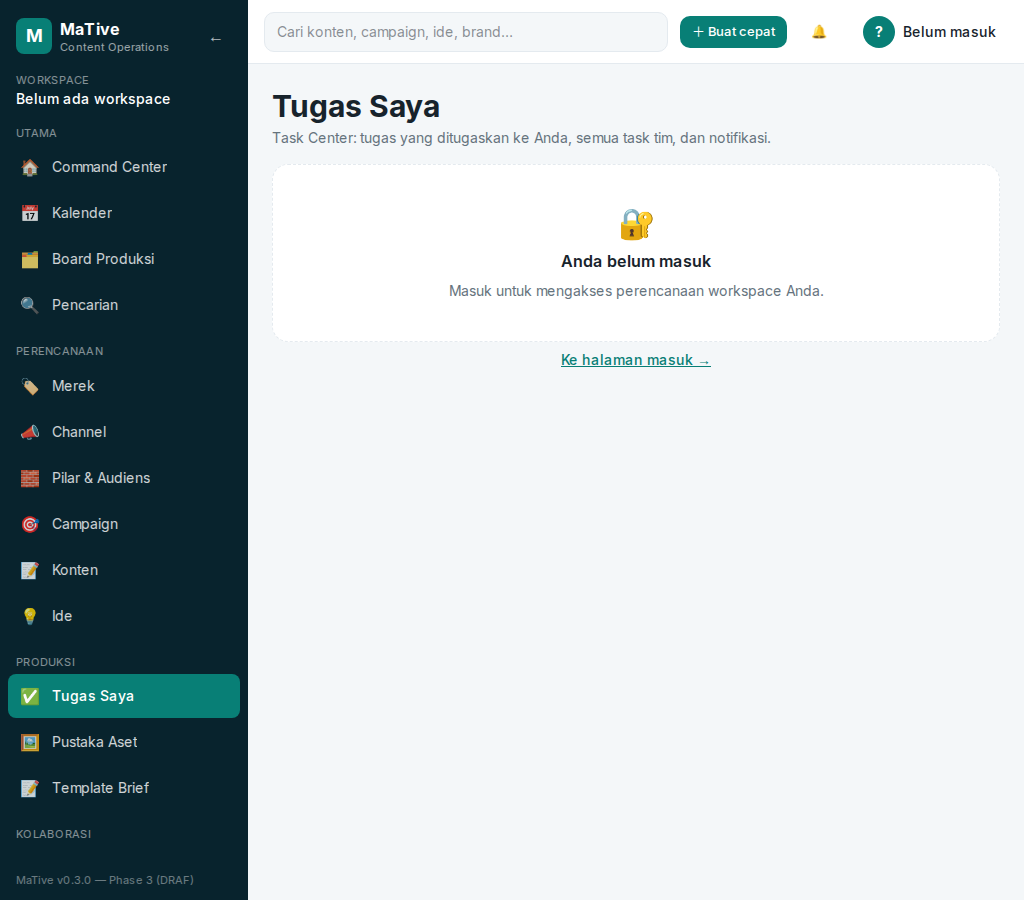 M
MaTive
Content Operations
←
WORKSPACE
Belum ada workspace
UTAMA
Command Center
Kalender
Board Produksi
Pencarian
PERENCANAAN
Merek
Channel
Pilar & Audiens
Campaign
Konten
Ide
PRODUKSI
Tugas Saya
Pustaka Aset
Template Brief
KOLABORASI
MaTive v0.3.0 — Phase 3 (DRAF)
Cari konten, campaign, ide, brand...
+ Buat cepat
?
Belum masuk
Tugas Saya
Task Center: tugas yang ditugaskan ke Anda, semua task tim, dan notifikasi.
Anda belum masuk
Masuk untuk mengakses perencanaan workspace Anda.
Ke halaman masuk →